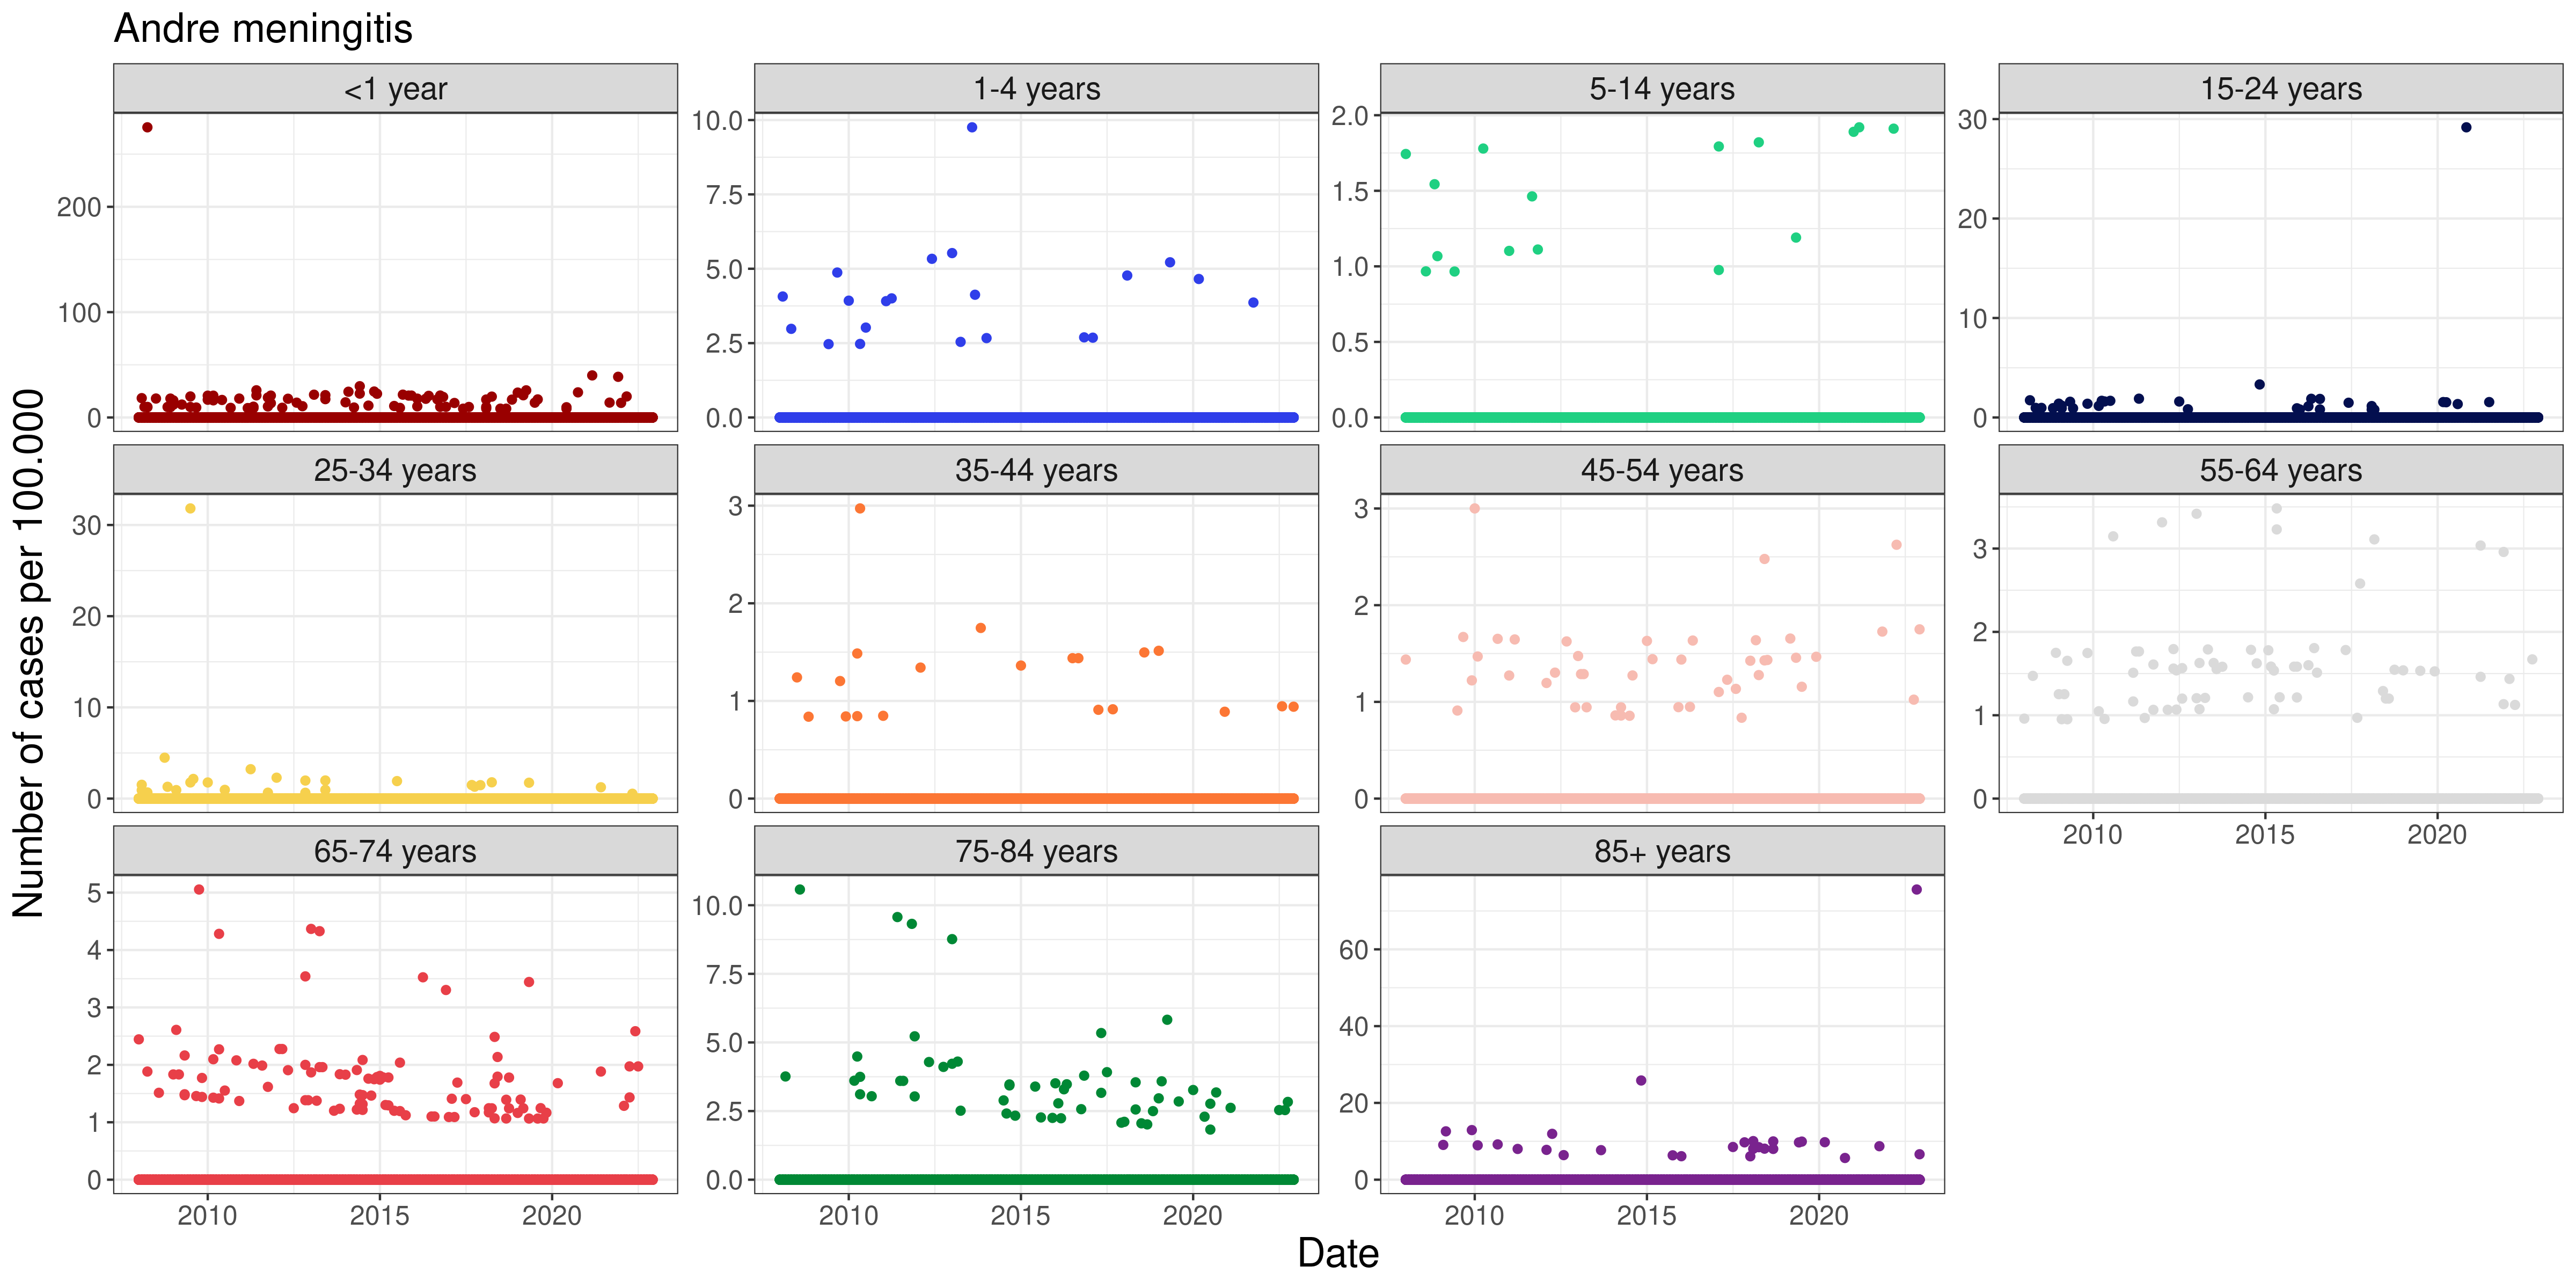 Andre meningitis
<1 year
1-4 years
5-14 years
15-24 years
200
100
0
10.0
7.5
5.0
2.5
0.0
2.0
1.5
1.0
0.5
0.0
30
20
10
0
25-34 years
35-44 years
45-54 years
55-64 years
30
20
10
0
3
2
1
0
3
2
1
0
3
2
1
0
2010 2015 2020
65-74 years
75-84 years
85+ years
5
4
3
2
1
0
10.0
7.5
5.0
2.5
0.0
60
40
20
0
2010 2015 2020
2010 2015 2020
2010 2015 2020
Number of cases per 100.000
Date